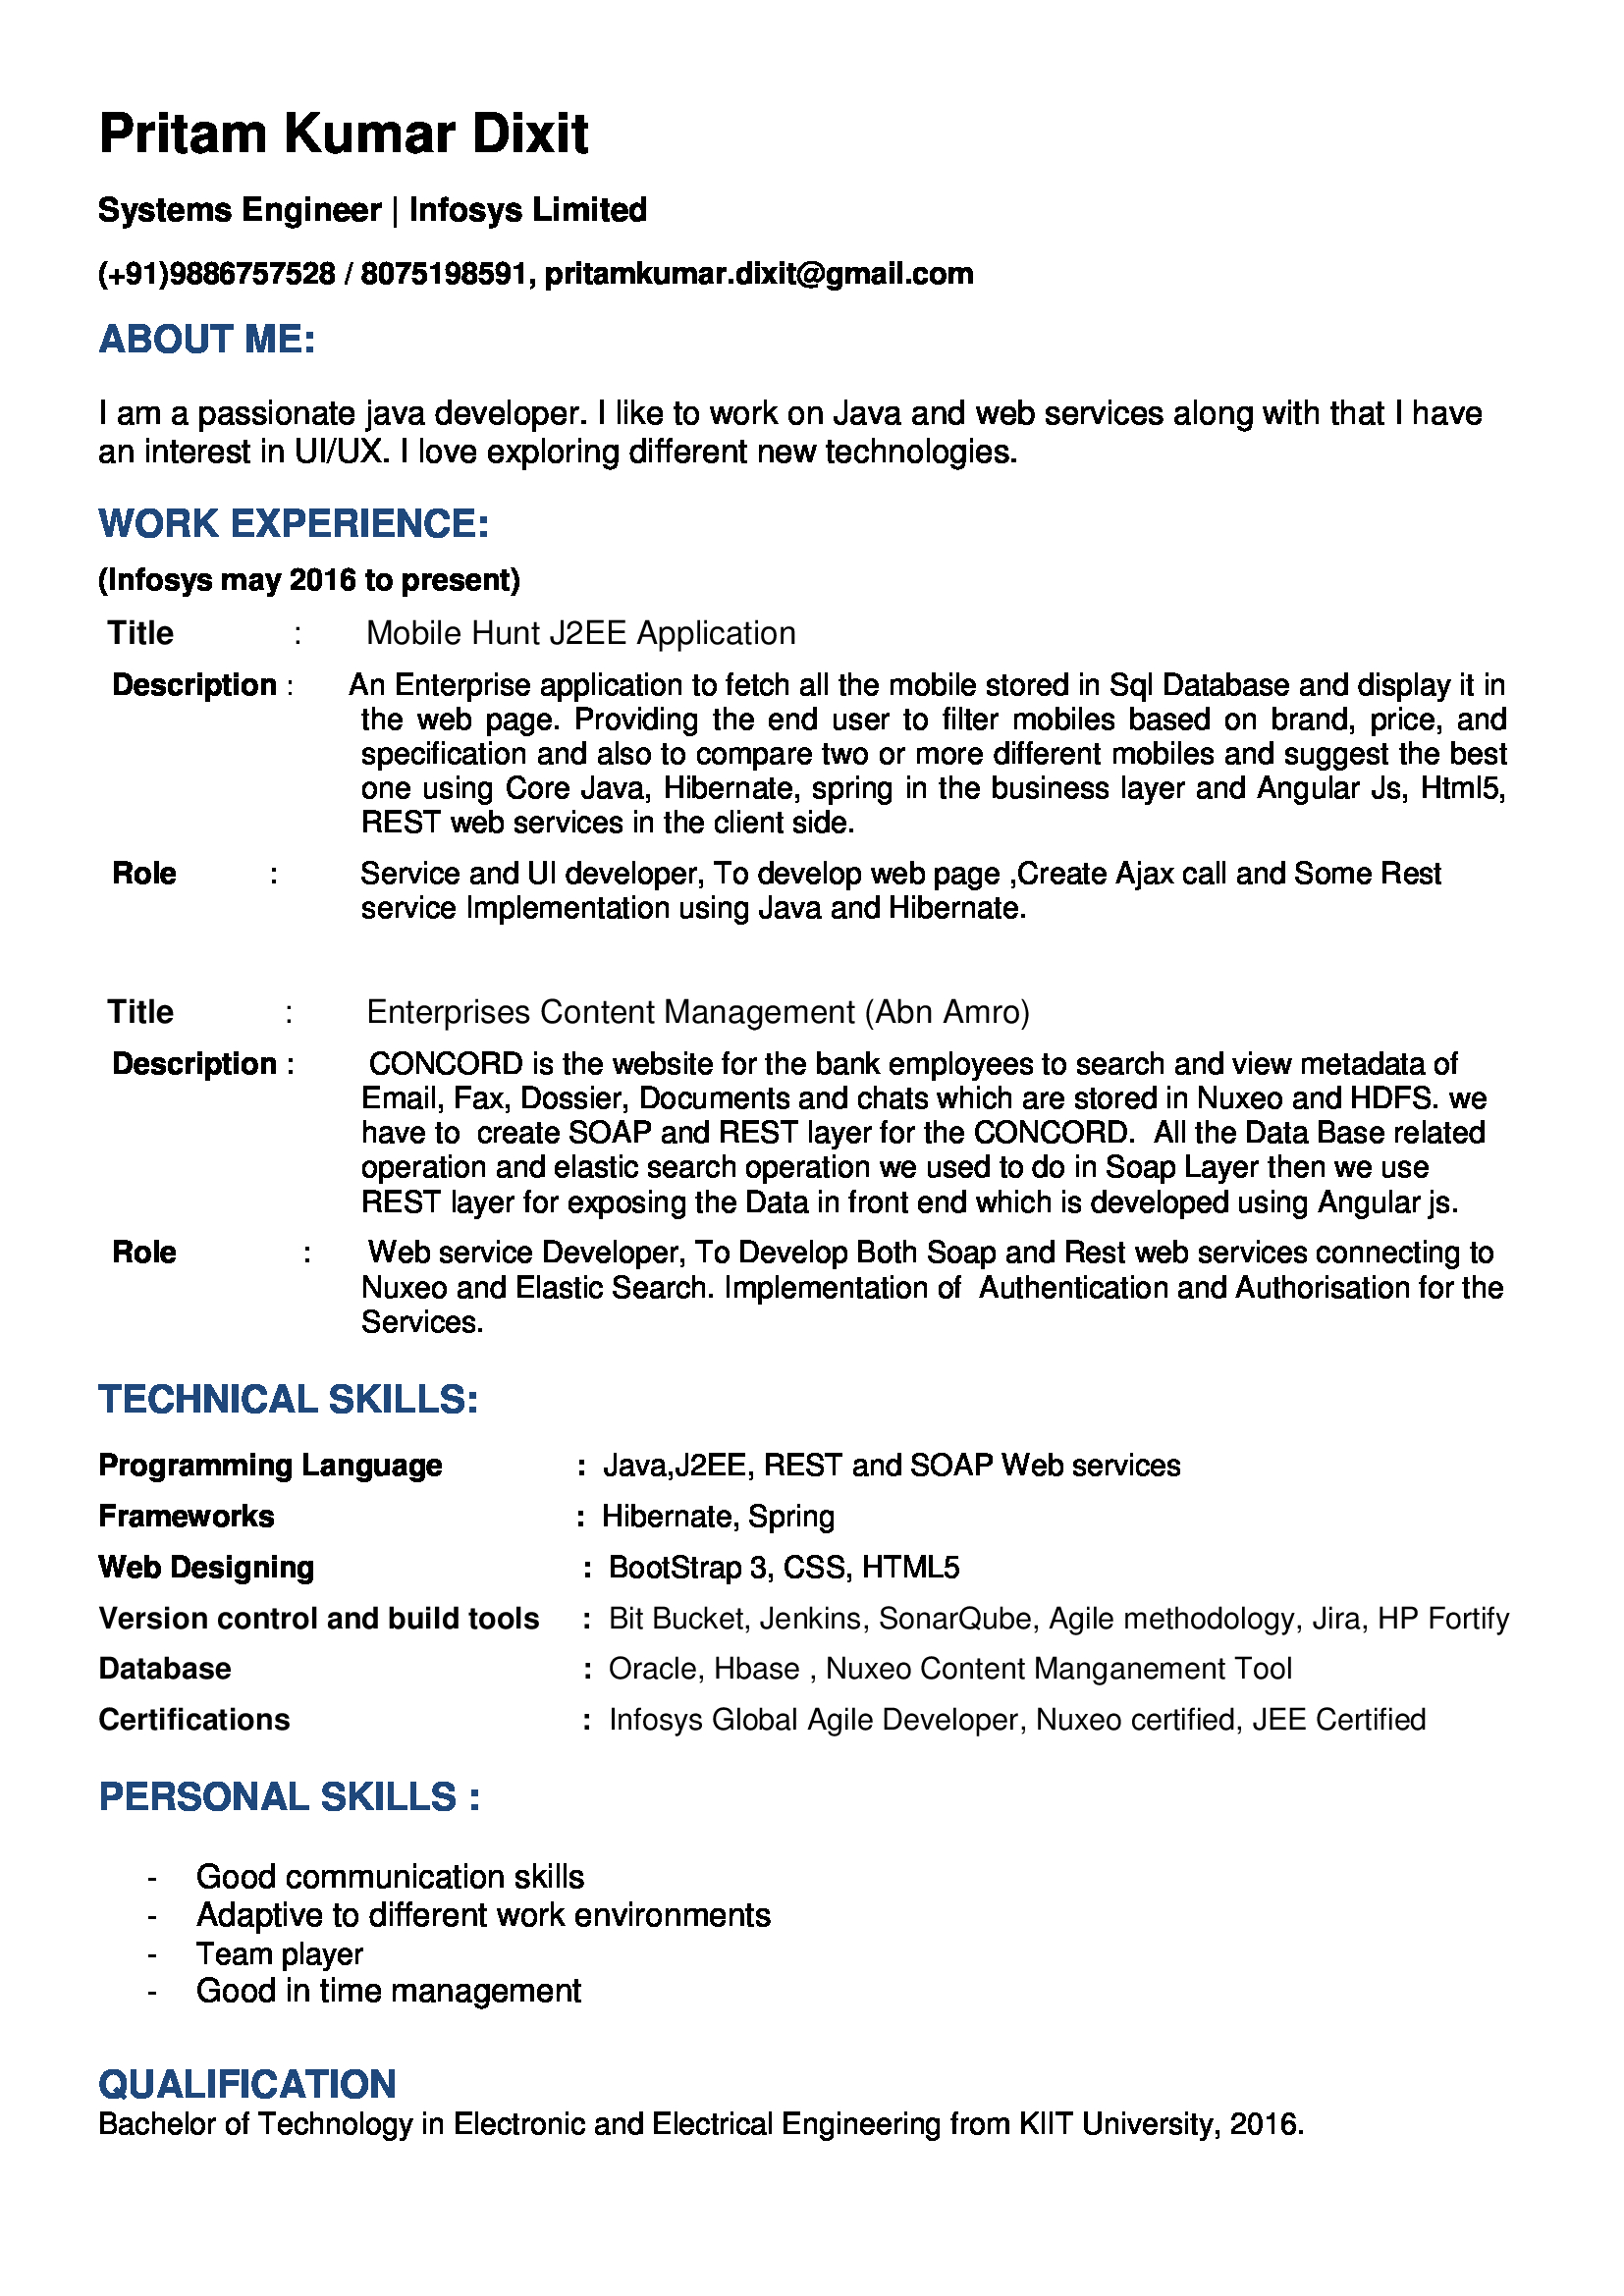 Pritam Kumar Dixit
Systems Engineer | Infosys Limited
(+91)9886757528 / 8075198591, pritamkumar.dixit@gmail.com
ABOUT ME:
I am a passionate java developer. I like to work on Java and web services along with that I have
an interest in UI/UX. I love exploring different new technologies.
WORK EXPERIENCE:
(Infosys may 2016 to present)
Title : Mobile Hunt J2EE Application
Description : An Enterprise application to fetch all the mobile stored in Sql Database and display it in
the web page. Providing the end user to filter mobiles based on brand, price, and
specification and also to compare two or more different mobiles and suggest the best
one using Core Java, Hibernate, spring in the business layer and Angular Js, Html5,
REST web services in the client side.
Role : Service and UI developer, To develop web page ,Create Ajax call and Some Rest
service Implementation using Java and Hibernate.
Title : Enterprises Content Management (Abn Amro)
Description : CONCORD is the website for the bank employees to search and view metadata of
Email, Fax, Dossier, Documents and chats which are stored in Nuxeo and HDFS. we
have to  create SOAP and REST layer for the CONCORD.  All the Data Base related
operation and elastic search operation we used to do in Soap Layer then we use
REST layer for exposing the Data in front end which is developed using Angular js.
Role : Web service Developer, To Develop Both Soap and Rest web services connecting to
Nuxeo and Elastic Search. Implementation of  Authentication and Authorisation for the
Services.
TECHNICAL SKILLS:
Programming Language : Java,J2EE, REST and SOAP Web services
Frameworks : Hibernate, Spring
Web Designing : BootStrap 3, CSS, HTML5
Version control and build tools : Bit Bucket, Jenkins, SonarQube, Agile methodology, Jira, HP Fortify
Database : Oracle, Hbase , Nuxeo Content Manganement Tool
Certifications : Infosys Global Agile Developer, Nuxeo certified, JEE Certified
PERSONAL SKILLS :
- Good communication skills
- Adaptive to different work environments
- Team player
- Good in time management
QUALIFICATION
Bachelor of Technology in Electronic and Electrical Engineering from KIIT University, 2016.